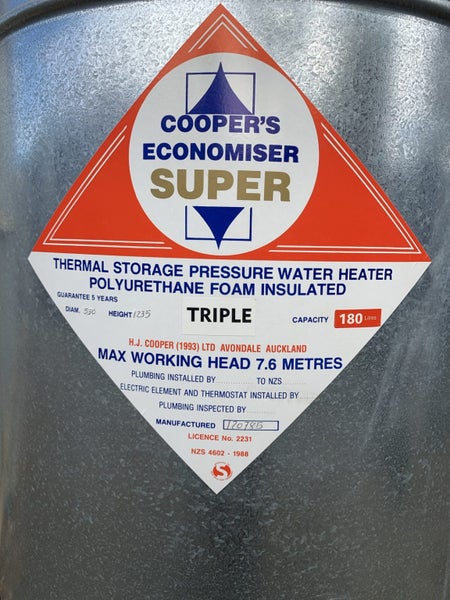 COOPER'S
ECONOMISER
SUPER
THERMAL STORAGE PRESSURE WATER HEATER
POLYURETHANE FOAM INSULATED
GUARANTEE 5 YEARS
DIAM. 530 HEIGHT 1235 TRIPLE CAPACITY 180 Litres
H.J. COOPER (1993) LTD AVONDALE AUCKLAND
MAX WORKING HEAD 7.6 METRES
PLUMBING INSTALLED BY TO NZS
ELECTRIC ELEMENT AND THERMOSTAT INSTALLED BY
PLUMBING INSPECTED BY
MANUFACTURED
LICENCE No. 2231
NZS 4602 - 1988
S